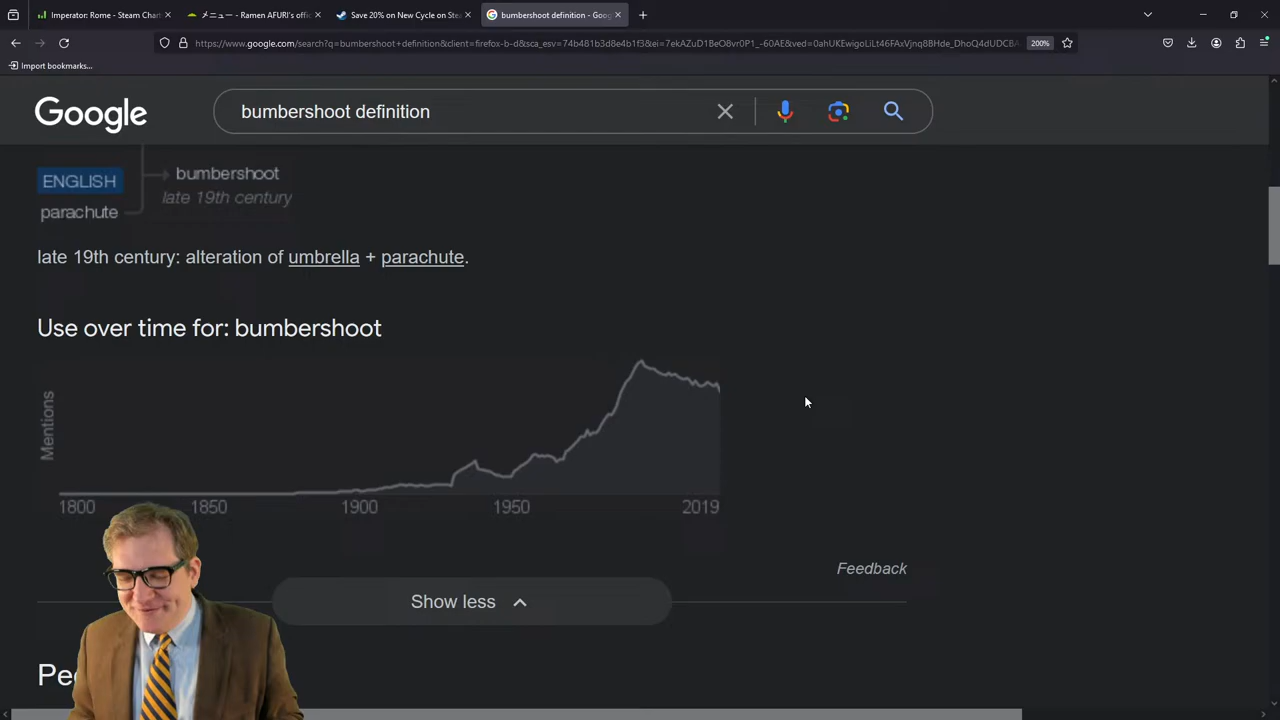 Imperator: Rome - Steam Char
メニュー - Ramen AFURI's offi
Save 20% on New Cycle on Ste
bumbershoot definition - Goog
https://www.google.com/search?q=bumbershoot+definition&client=firefox-b-d&sca_esv=74b481b3d8e4b1f3&ei=7ekAZuD1BeO8vr0P1_-60AE&ved=0ahUKEwigoLiLt46FAxVjnq8BHde_DhoQ4dUDCBA
200%
Import bookmarks...
Google
bumbershoot definition
bumbershoot
ENGLISH
late 19th century
parachute
late 19th century: alteration of umbrella + parachute.
Use over time for: bumbershoot
Mentions
1800 1850 1900 1950 2019
Feedback
Show less
Pe